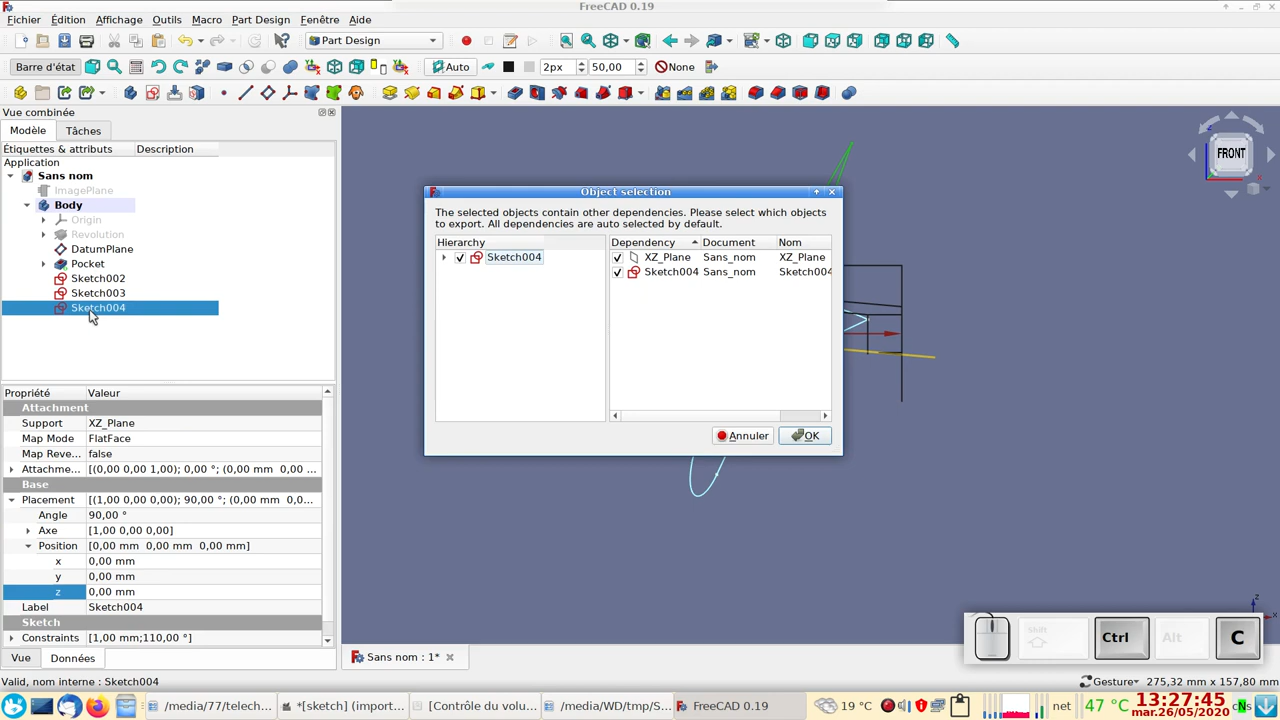 FreeCAD 0.19
Fichier Édition Affichage Outils Macro Part Design Fenêtre Aide
Part Design
Barre d'état Auto 2px 50,00 None
Vue combinée
Modèle Tâches
Étiquettes & attributs Description
Application
Sans nom
ImagePlane
Body
Origin
Revolution
DatumPlane
Pocket
Sketch002
Sketch003
Sketch004
Propriété Valeur
Attachment
Support XZ_Plane
Map Mode FlatFace
Map Reve... false
Attachme... [(0,00 0,00 1,00); 0,00 °; (0,00 mm 0,00 ...
Base
Placement [(1,00 0,00 0,00); 90,00 °; (0,00 mm 0,0...
Angle 90,00 °
Axe [1,00 0,00 0,00]
Position [0,00 mm 0,00 mm 0,00 mm]
x 0,00 mm
y 0,00 mm
z 0,00 mm
Label Sketch004
Sketch
Constraints [1,00 mm;110,00 °]
Vue Données
Valid, nom interne : Sketch004
Object selection
The selected objects contain other dependencies. Please select which objects
to export. All dependencies are auto selected by default.
Hierarchy
Sketch004
Dependency Document Nom
XZ_Plane Sans_nom XZ_Plane
Sketch004 Sans_nom Sketch004
Annuler OK
FRONT
z
x
Shift Ctrl Alt C
Sans nom : 1*
Gesture 275,32 mm x 157,80 mm
/media/77/telech... *[sketch] (import... [Contrôle du volu... /media/WD/tmp/S... FreeCAD 0.19
19 °C
47 °C
13:27:45
mar.26/05/2020